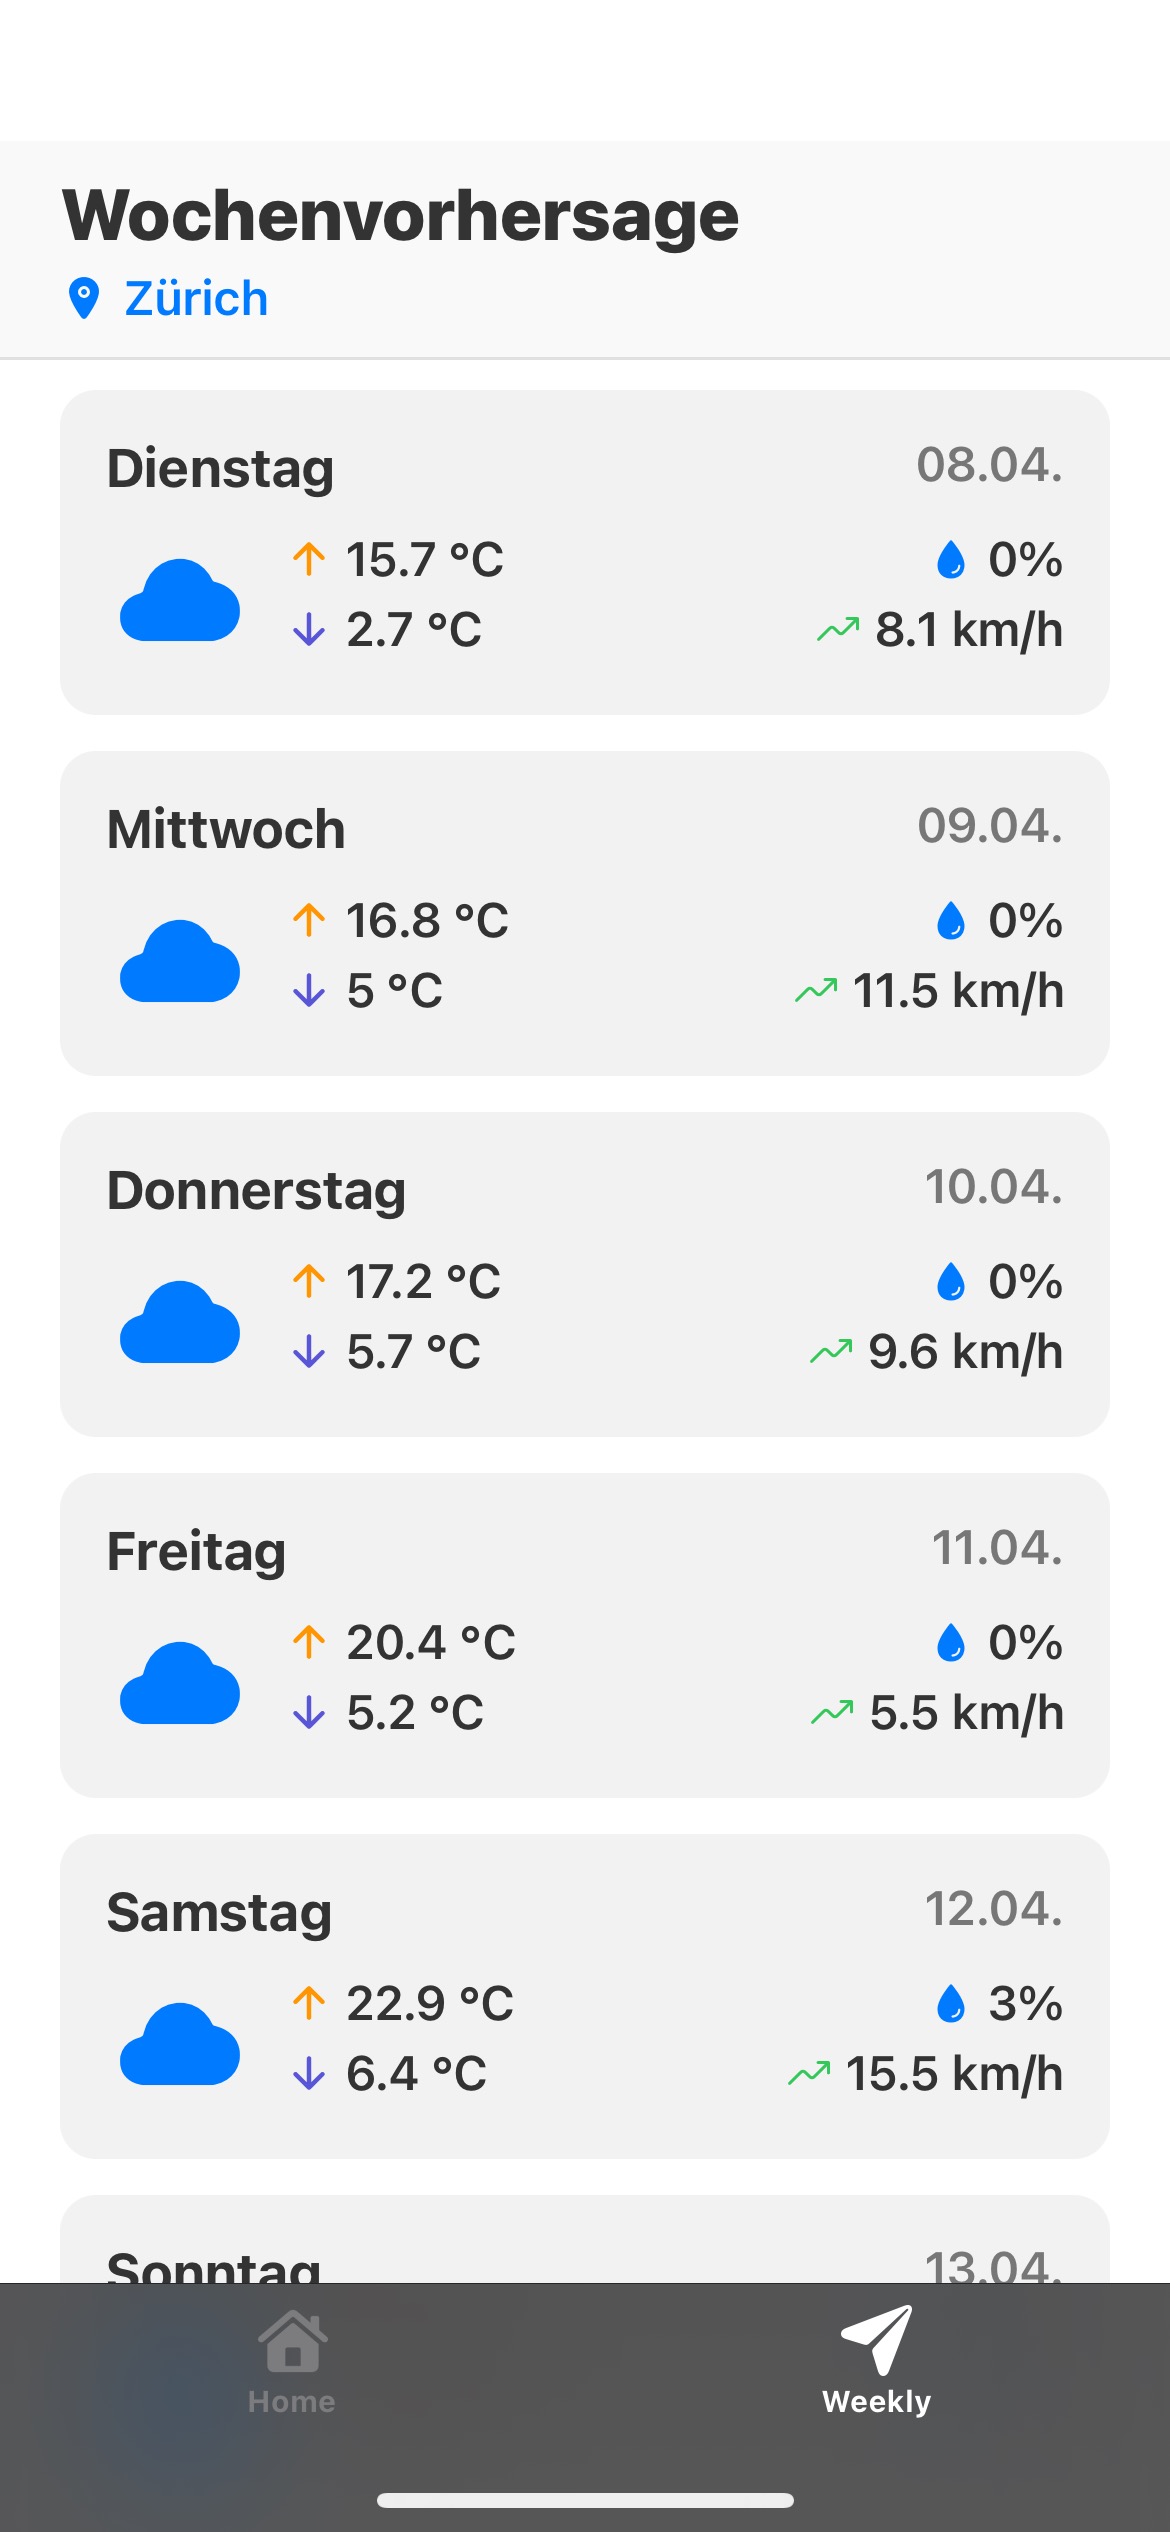 Wochenvorhersage
Zürich
Dienstag 08.04.
15.7 °C 0%
2.7 °C 8.1 km/h
Mittwoch 09.04.
16.8 °C 0%
5 °C 11.5 km/h
Donnerstag 10.04.
17.2 °C 0%
5.7 °C 9.6 km/h
Freitag 11.04.
20.4 °C 0%
5.2 °C 5.5 km/h
Samstag 12.04.
22.9 °C 3%
6.4 °C 15.5 km/h
Sonntag 13.04.
Home Weekly